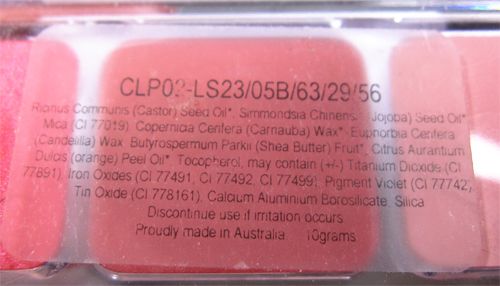 CLP02-LS23/05B/63/29/56
Ricinus Communis (Castor) Seed Oil*, Simmondsia Chinensis (Jojoba) Seed Oil*
Mica (CI 77019), Copernicia Cerifera (Carnauba) Wax*, Euphorbia Cerifera
(Candelilla) Wax, Butyrospermum Parkii (Shea Butter) Fruit*, Citrus Aurantium
Dulcis (orange) Peel Oil*, Tocopherol, may contain (+/-) Titanium Dioxide (CI
77891), Iron Oxides (CI 77491, CI 77492, CI 77499), Pigment Violet (CI 77742,
Tin Oxide (CI 778161), Calcium Aluminium Borosilicate, Silica
Discontinue use if irritation occurs
Proudly made in Australia 10grams